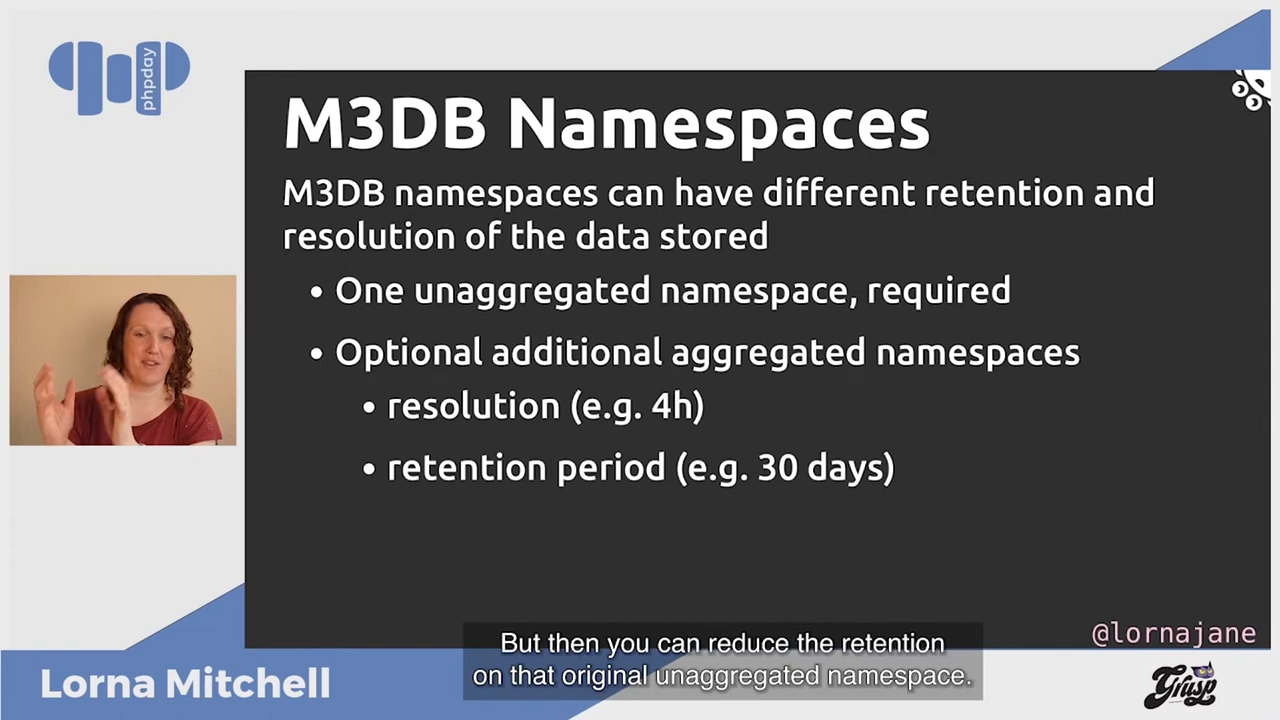 phpday
M3DB Namespaces
M3DB namespaces can have different retention and
resolution of the data stored
• One unaggregated namespace, required
• Optional additional aggregated namespaces
• resolution (e.g. 4h)
• retention period (e.g. 30 days)
@lornajane
But then you can reduce the retention
on that original unaggregated namespace.
Lorna Mitchell
Grusp